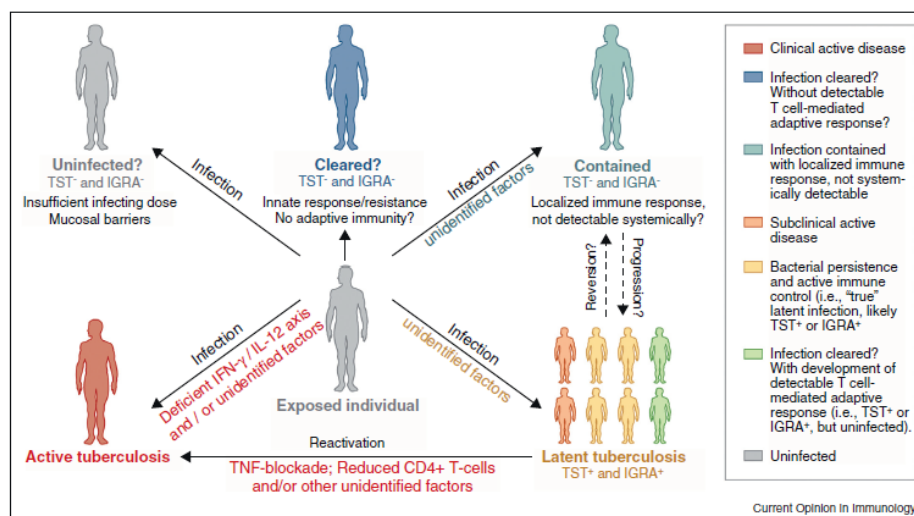 Uninfected?
TST⁻ and IGRA⁻
Insufficient infecting dose
Mucosal barriers
Cleared?
TST⁻ and IGRA⁻
Innate response/resistance
No adaptive immunity?
Contained
TST⁻ and IGRA⁻
Localized immune response,
not detectable systemically?
Infection
Infection
unidentified factors
Reversion?
Progression?
Infection
Deficient IFN-γ / IL-12 axis
and / or unidentified factors
Exposed individual
Infection
unidentified factors
Active tuberculosis
Reactivation
TNF-blockade; Reduced CD4+ T-cells
and/or other unidentified factors
Latent tuberculosis
TST⁺ and IGRA⁺
Clinical active disease
Infection cleared?
Without detectable
T cell-mediated
adaptive response?
Infection contained
with localized immune
response, not system-
ically detectable
Subclinical active
disease
Bacterial persistence
and active immune
control (i.e., “true”
latent infection, likely
TST⁺ or IGRA⁺
Infection cleared?
With development of
detectable T cell-
mediated adaptive
response (i.e., TST⁺ or
IGRA⁺, but uninfected).
Uninfected
Current Opinion in Immunology